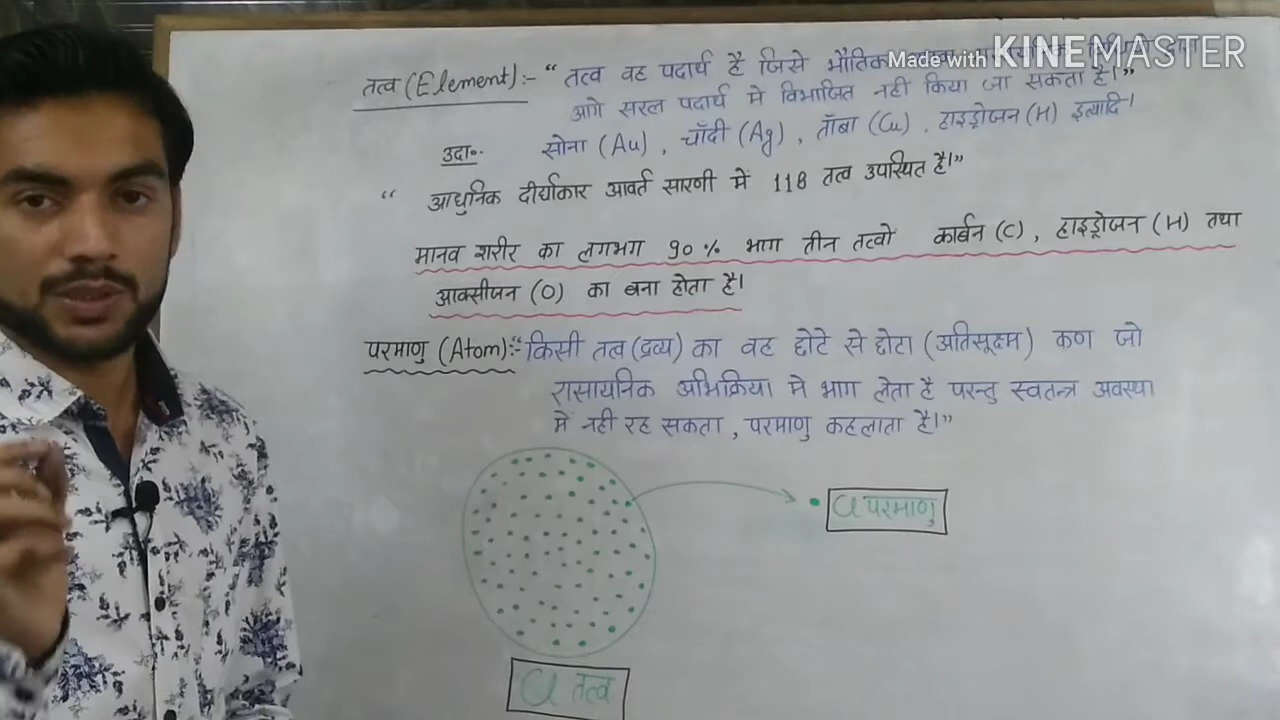 Made with KINEMASTER
तत्व (Element):- “ तत्व वह पदार्थ है जिसे भौतिक
आगे सरल पदार्थ मे विभाजित नही किया जा सकता है।”
उदा॰. सोना (Au) , चाँदी (Ag) , ताँबा (Cu) , हाइड्रोजन (H) इत्यादि।
“ आधुनिक दीर्घाकार आवर्त सारणी में 118 तत्व उपस्थित है।”
मानव शरीर का लगभग 90 % भाग तीन तत्वो कार्बन (C) , हाइड्रोजन (H) तथा
आक्सीजन (O) का बना होता है।
परमाणु (Atom):- “ किसी तत्व (द्रव्य) का वह छोटे से छोटा (अतिसूक्ष्म) कण जो
रासायनिक अभिक्रिया मे भाग लेता है परन्तु स्वतन्त्र अवस्था
में नही रह सकता , परमाणु कहलाता है।”
Cl परमाणु
Cl तत्व